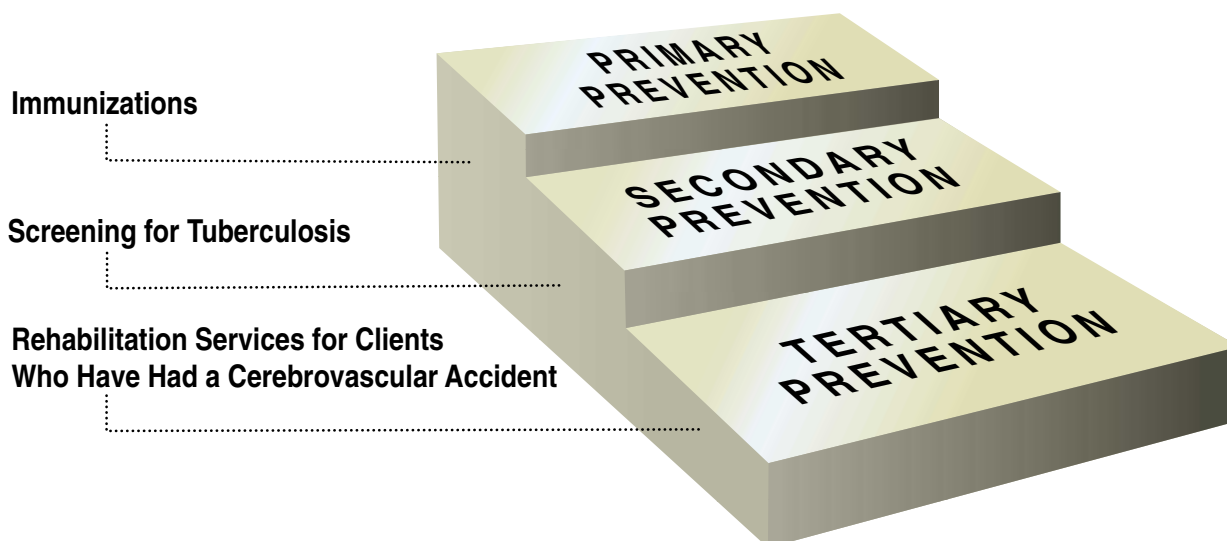 PRIMARY
PREVENTION
Immunizations
SECONDARY
PREVENTION
Screening for Tuberculosis
TERTIARY
PREVENTION
Rehabilitation Services for Clients
Who Have Had a Cerebrovascular Accident